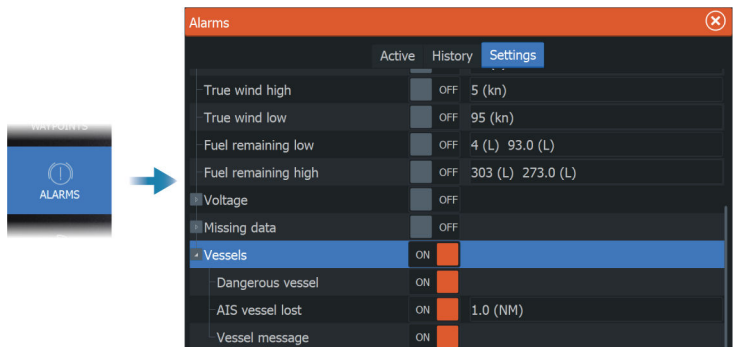 Alarms
Active History Settings
True wind high OFF 5 (kn)
True wind low OFF 95 (kn)
Fuel remaining low OFF 4 (L) 93.0 (L)
Fuel remaining high OFF 303 (L) 273.0 (L)
Voltage OFF
Missing data OFF
Vessels ON
Dangerous vessel ON
AIS vessel lost ON 1.0 (NM)
Vessel message ON
WAYPOINTS
ALARMS